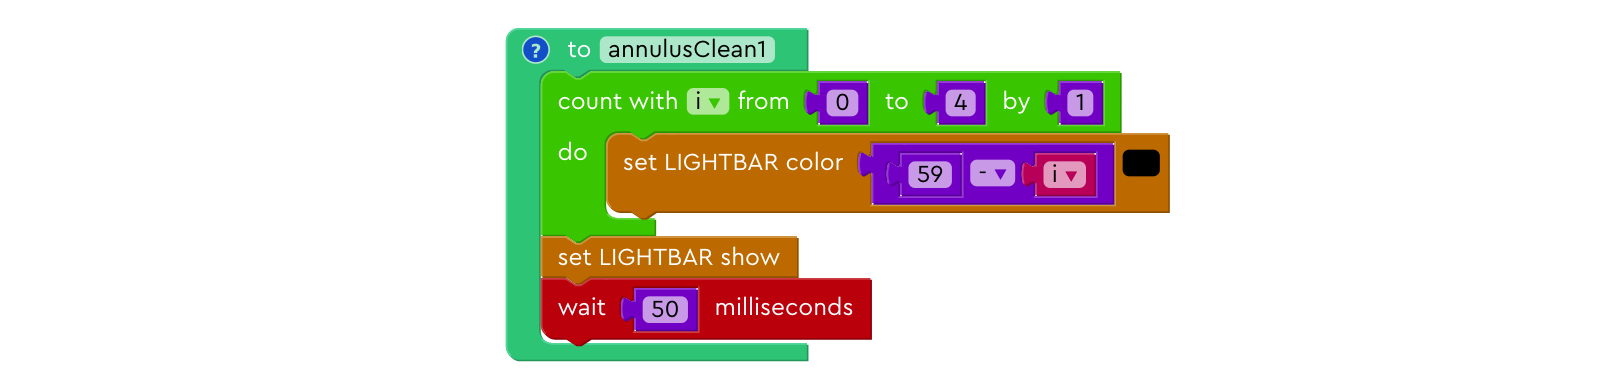 ? to annulusClean1
count with i ▼ from 0 to 4 by 1
do set LIGHTBAR color 59 - ▼ i ▼
set LIGHTBAR show
wait 50 milliseconds